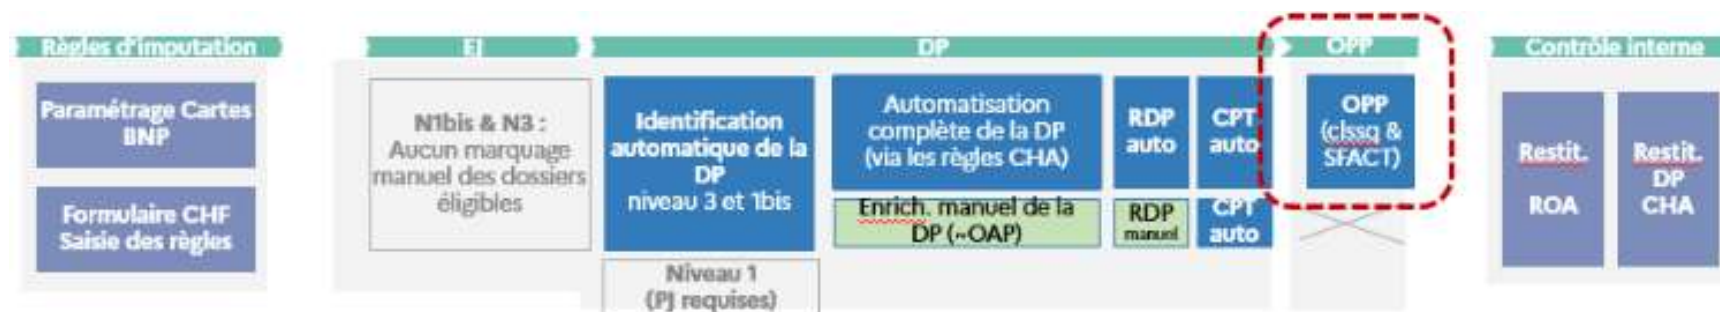 Règles d'imputation
EJ
DP
OPP
Contrôle interne
Paramétrage Cartes
BNP
Formulaire CHF
Saisie des règles
N1bis & N3 :
Aucun marquage
manuel des dossiers
éligibles
Identification
automatique de la
DP
niveau 3 et 1bis
Niveau 1
(PJ requises)
Automatisation
complète de la DP
(via les règles CHA)
Enrich. manuel de la
DP (~OAP)
RDP
auto
RDP
manuel
CPT
auto
CPT
auto
OPP
(clssq &
SFACT)
Restit.
ROA
Restit.
DP
CHA